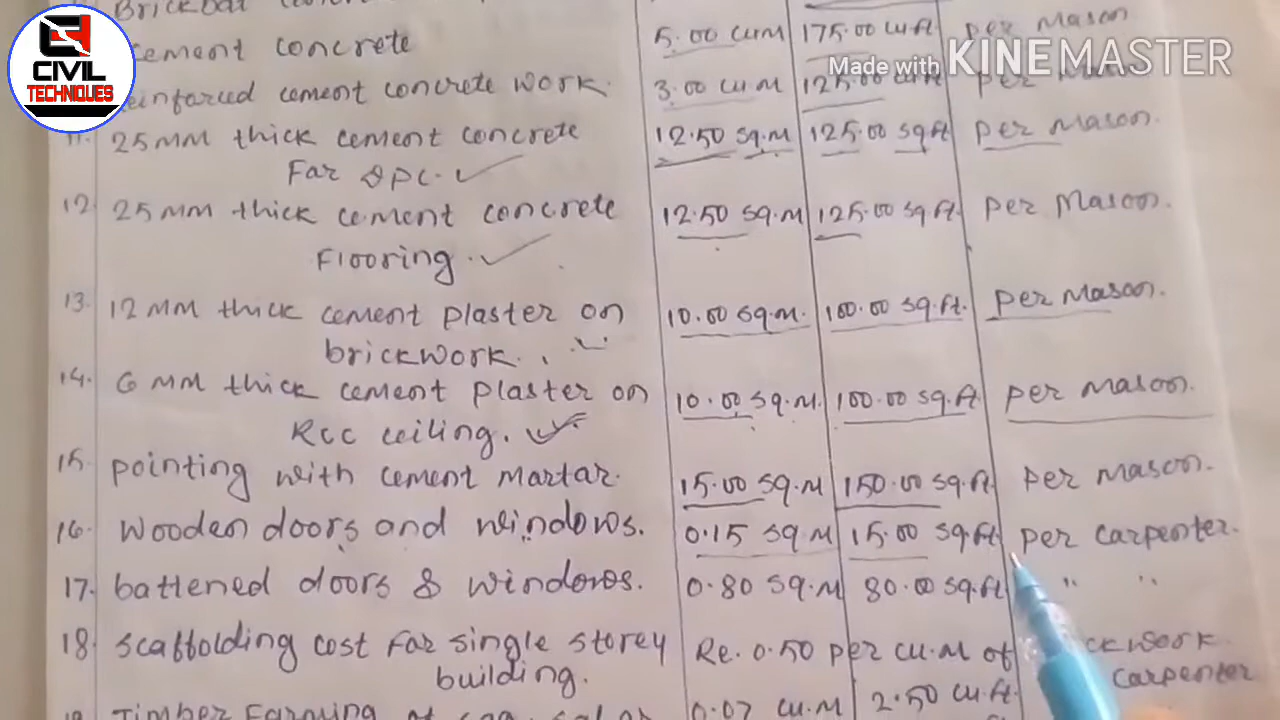 Brickbat
cement concrete 5.00 cu.M 175.00 cu.ft per Mason
Made with KINEMASTER
CIVIL
TECHNIQUES
einforced cement concrete work. 3.00 cu.M 125.00 cu.ft per
11. 25 MM thick cement concrete 12.50 sq.M 125.00 sq.ft per Mason.
For DPC.
12. 25 MM thick cement concrete 12.50 sq.M 125.00 sq.ft. per Mason.
Flooring.
13. 12 MM thick cement plaster on 10.00 sq.M. 100.00 sq.ft. per Mason.
brickwork.
14. 6 MM thick cement plaster on 10.00 sq.M. 100.00 sq.ft per Mason.
RCC ceiling.
15. pointing with cement mortar. 15.00 sq.M 150.00 sq.ft per Mason.
16. Wooden doors and windows. 0.15 sq.M 15.00 sq.ft per carpenter.
17. battened doors & windows. 0.80 sq.M 80.00 sq.ft " "
18. scaffolding cost for single storey Re. 0.50 per cu.M of ckwork.
building. carpenter
0.07 cu.M 2.50 cu.ft.